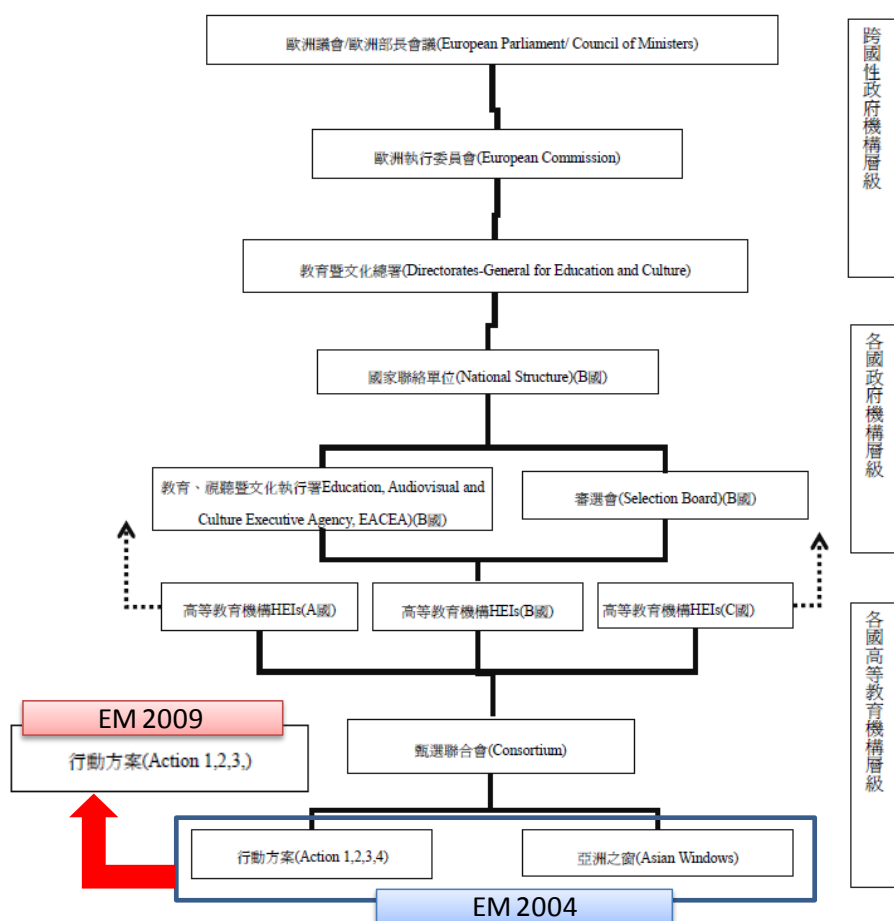 歐洲議會/歐洲部長會議(European Parliament/ Council of Ministers)
歐洲執行委員會(European Commission)
教育暨文化總署(Directorates-General for Education and Culture)
國家聯絡單位(National Structure)(B國)
教育、視聽暨文化執行署Education, Audiovisual and
Culture Executive Agency, EACEA)(B國)
審選會(Selection Board)(B國)
高等教育機構HEIs(A國)
高等教育機構HEIs(B國)
高等教育機構HEIs(C國)
甄選聯合會(Consortium)
EM 2009
行動方案(Action 1,2,3,)
行動方案(Action 1,2,3,4)
亞洲之窗(Asian Windows)
EM 2004
跨國性政府機構層級
各國政府機構層級
各國高等教育機構層級